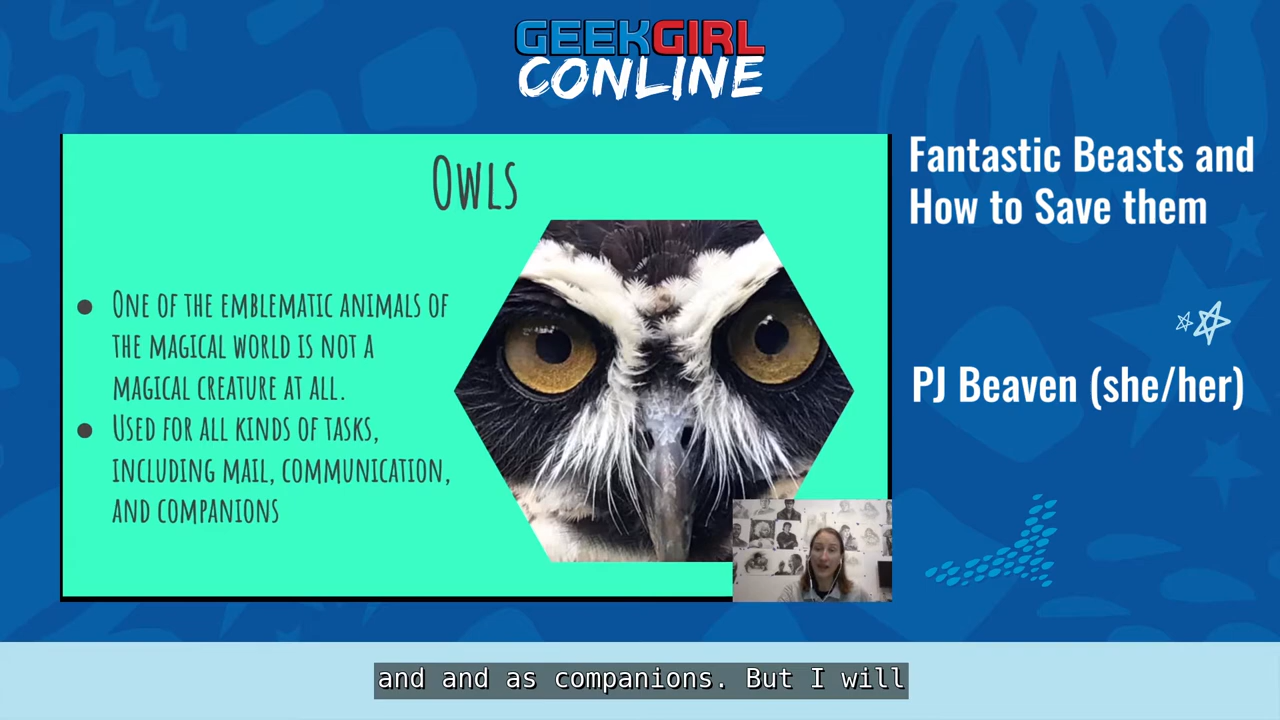 GEEKGIRL
CONLINE
Owls
● One of the emblematic animals of
the magical world is not a
magical creature at all.
● Used for all kinds of tasks,
including mail, communication,
and companions
Fantastic Beasts and
How to Save them
PJ Beaven (she/her)
and and as companions. But I will